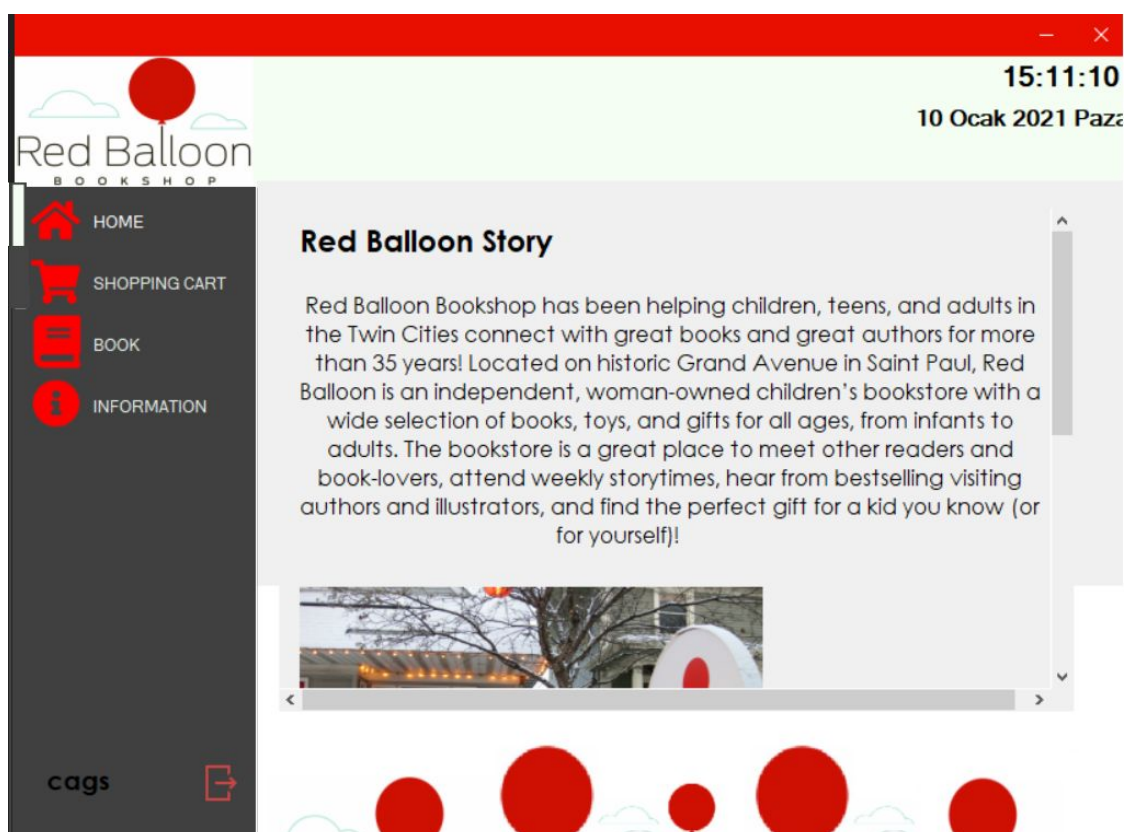 15:11:10
10 Ocak 2021 Paza
Red Balloon
BOOKSHOP
HOME
SHOPPING CART
BOOK
INFORMATION
Red Balloon Story
Red Balloon Bookshop has been helping children, teens, and adults in
the Twin Cities connect with great books and great authors for more
than 35 years! Located on historic Grand Avenue in Saint Paul, Red
Balloon is an independent, woman-owned children’s bookstore with a
wide selection of books, toys, and gifts for all ages, from infants to
adults. The bookstore is a great place to meet other readers and
book-lovers, attend weekly storytimes, hear from bestselling visiting
authors and illustrators, and find the perfect gift for a kid you know (or
for yourself)!
cags